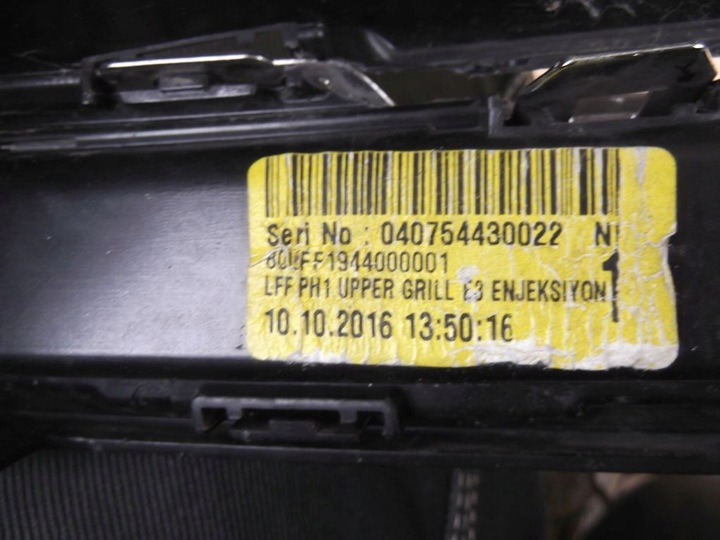 Seri No : 040754430022 N
LFF PH1 UPPER GRILL E3 ENJEKSIYON
1
10.10.2016 13:50:16